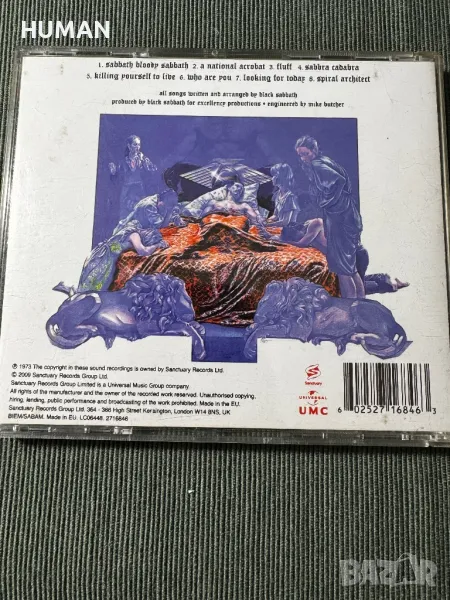 HUMAN
1. sabbath bloody sabbath 2. a national acrobat 3. fluff 4. sabbra cadabra
5. killing yourself to live 6. who are you 7. looking for today 8. spiral architect
all songs written and arranged by black sabbath
produced by black sabbath for excellency productions • engineered by mike butcher
℗ 1973 The copyright in these sound recordings is owned by Sanctuary Records Ltd.
© 2009 Sanctuary Records Group Ltd.
Sanctuary Records Group Limited is a Universal Music Group company.
All rights of the manufacturer and the owner of the recorded work reserved. Unauthorised copying,
hiring, lending, public performance and broadcasting of the work prohibited. Made in the EU.
Sanctuary Records Group Ltd. 364 - 366 High Street Kensington, London W14 8NS, UK
BIEM/SABAM. Made in EU. LC06448. 2716846
Sanctuary
UNIVERSAL
UMC
6 02527 16846 3
BAZAR
bg